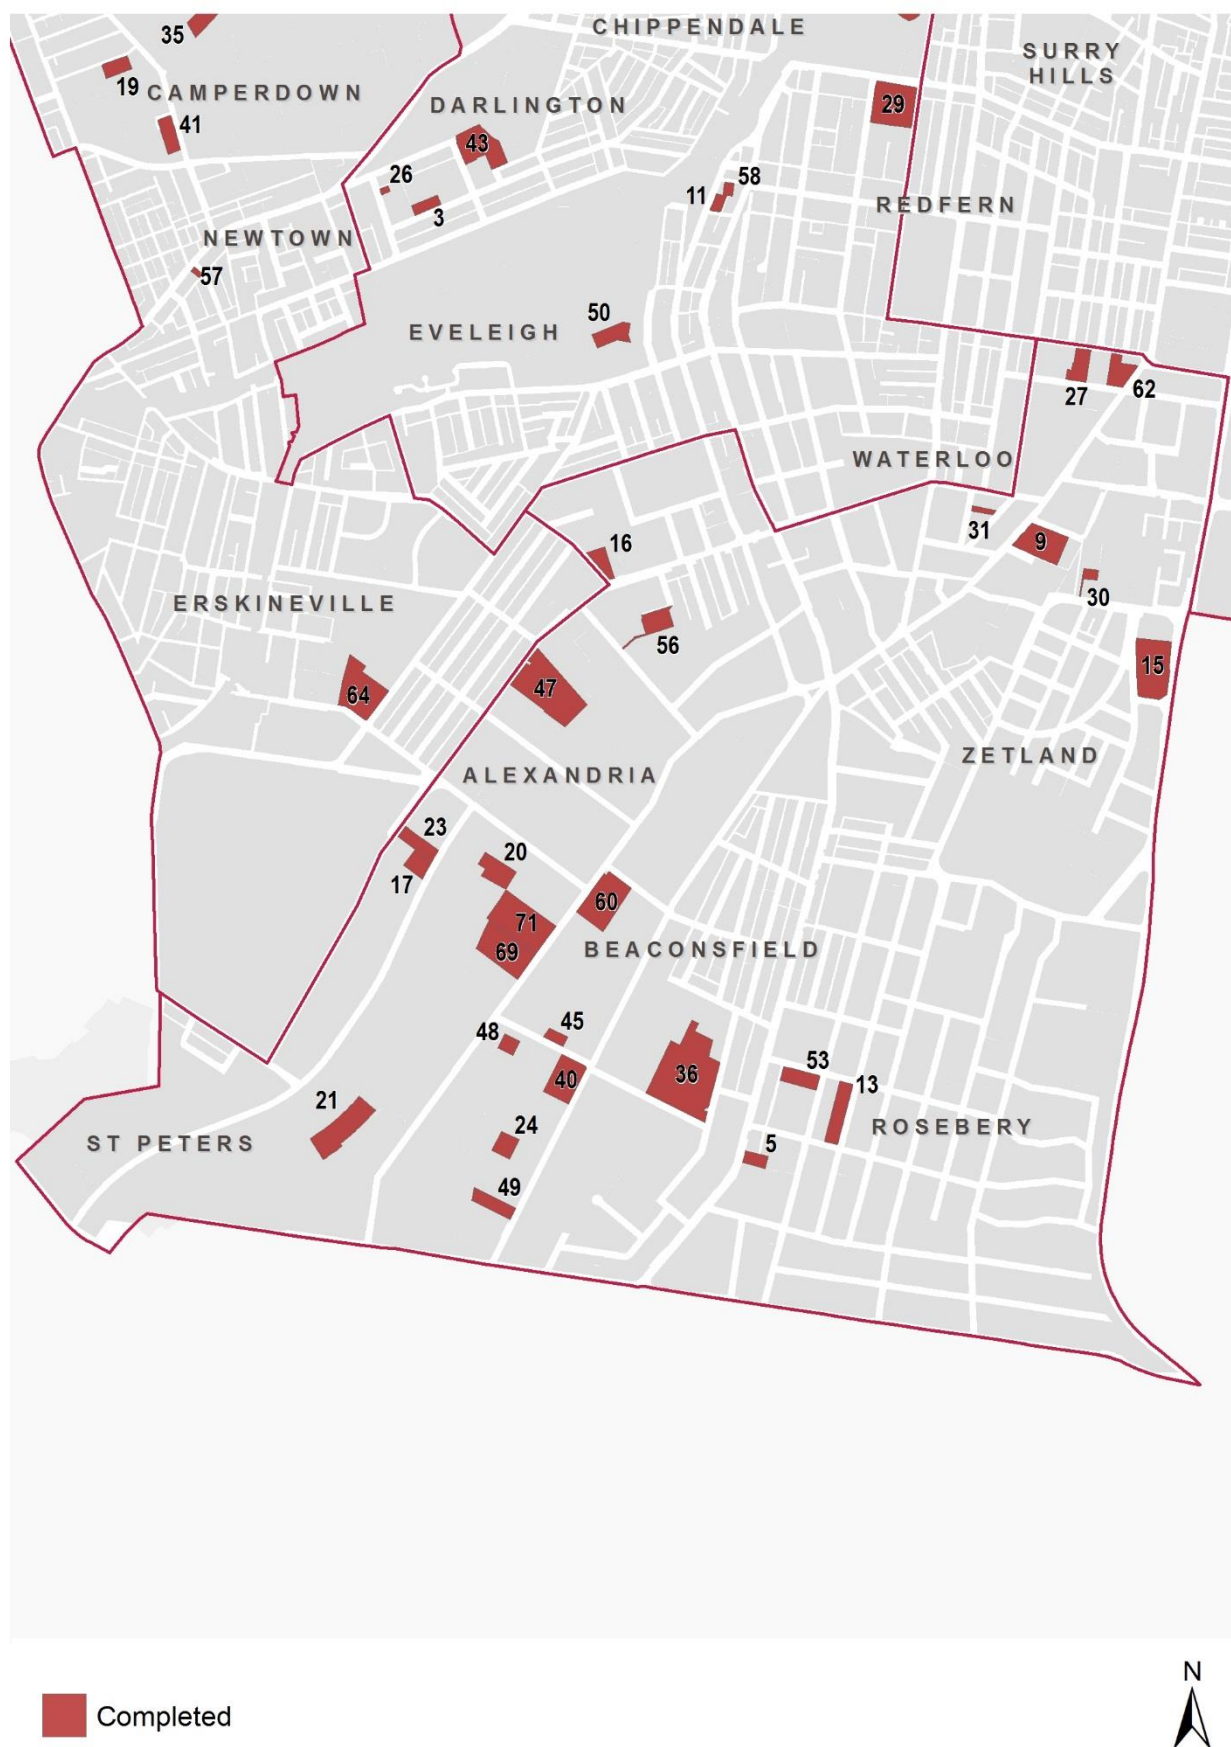 CHIPPENDALE
35
SURRY
HILLS
19
CAMPERDOWN
DARLINGTON
29
41
43
26
58
3
11
REDFERN
NEWTOWN
57
50
EVELEIGH
27
62
WATERLOO
31
16
9
30
ERSKINEVILLE
56
15
64
47
ZETLAND
ALEXANDRIA
23
20
17
60
71
69
BEACONSFIELD
45
48
53
36
40
13
21
24
ROSEBERY
ST PETERS
5
49
N
Completed